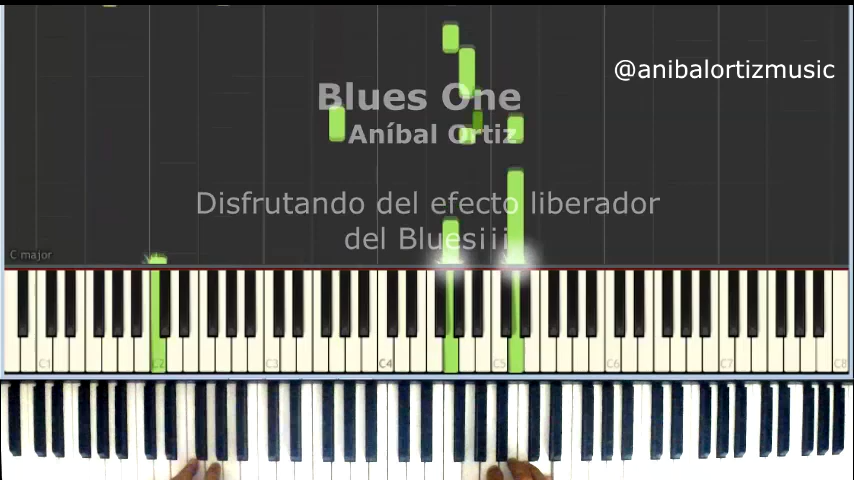 @anibalortizmusic
Blues One
Aníbal Ortiz
Disfrutando del efecto liberador
del Blues¡¡¡
C major
C1 C2 C3 C4 C5 C6 C7 C8